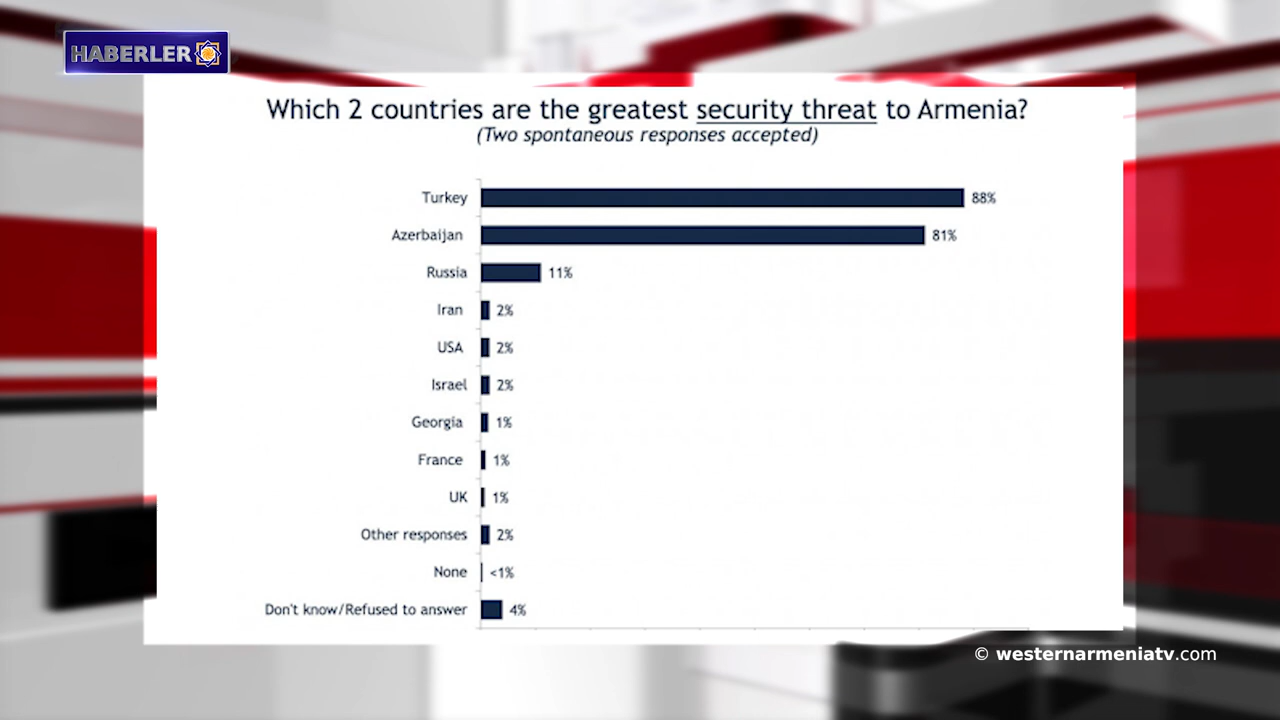 HABERLER
Which 2 countries are the greatest security threat to Armenia?
(Two spontaneous responses accepted)
Turkey 88%
Azerbaijan 81%
Russia 11%
Iran 2%
USA 2%
Israel 2%
Georgia 1%
France 1%
UK 1%
Other responses 2%
None <1%
Don't know/Refused to answer 4%
© westernarmeniatv.com